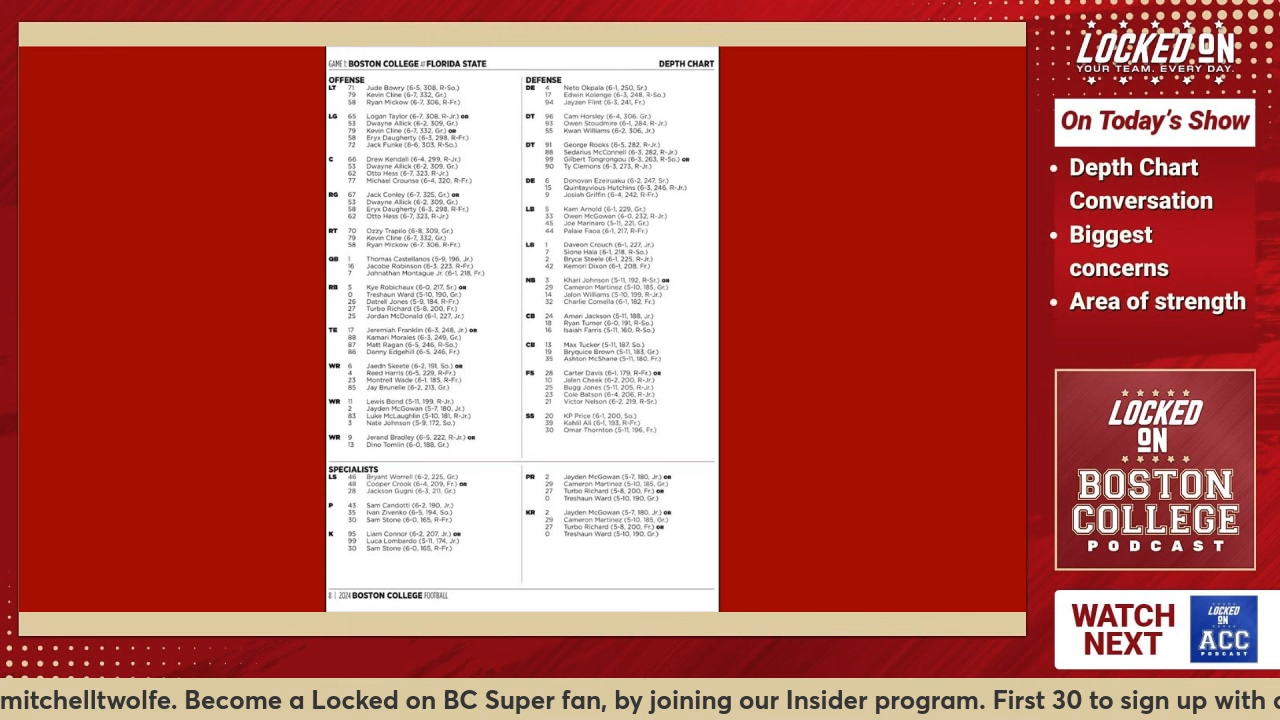 GAME 1: BOSTON COLLEGE at FLORIDA STATE
DEPTH CHART
OFFENSE
LT 71 Jude Bowry (6-5, 308, R-So.)
79 Kevin Cline (6-7, 332, Gr.)
58 Ryan Mickow (6-7, 306, R-Fr.)
LG 65 Logan Taylor (6-7, 308, R-Jr.) OR
53 Dwayne Allick (6-2, 309, Gr.)
79 Kevin Cline (6-7, 332, Gr.) OR
58 Eryx Daugherty (6-3, 298, R-Fr.)
72 Jack Funke (6-6, 303, R-So.)
C 66 Drew Kendall (6-4, 299, R-Jr.)
53 Dwayne Allick (6-2, 309, Gr.)
62 Otto Hess (6-7, 323, R-Jr.)
77 Michael Crounse (6-4, 320, R-Fr.)
RG 67 Jack Conley (6-7, 325, Gr.) OR
53 Dwayne Allick (6-2, 309, Gr.)
58 Eryx Daugherty (6-3, 298, R-Fr.)
62 Otto Hess (6-7, 323, R-Jr.)
RT 70 Ozzy Trapilo (6-8, 309, Gr.)
79 Kevin Cline (6-7, 332, Gr.)
58 Ryan Mickow (6-7, 306, R-Fr.)
QB 1 Thomas Castellanos (5-9, 196, Jr.)
16 Jacobe Robinson (6-3, 223, R-Fr.)
7 Johnathan Montague Jr. (6-1, 218, Fr.)
RB 5 Kye Robichaux (6-0, 217, Sr.) OR
0 Treshaun Ward (5-10, 190, Gr.)
26 Datrell Jones (5-9, 184, R-Fr.)
27 Turbo Richard (5-8, 200, Fr.)
25 Jordan McDonald (6-1, 227, Jr.)
TE 17 Jeremiah Franklin (6-3, 248, Jr.) OR
88 Kamari Morales (6-3, 249, Gr.)
87 Matt Ragan (6-5, 246, R-So.)
86 Danny Edgehill (6-5, 246, Fr.)
WR 6 Jaedn Skeete (6-2, 191, So.) OR
4 Reed Harris (6-5, 229, R-Fr.)
23 Montrell Wade (6-1, 185, R-Fr.)
85 Jay Brunelle (6-2, 213, Gr.)
WR 11 Lewis Bond (5-11, 199, R-Jr.)
2 Jayden McGowan (5-7, 180, Jr.)
83 Luke McLaughlin (5-10, 181, R-Jr.)
3 Nate Johnson (5-9, 172, So.)
WR 9 Jerand Bradley (6-5, 222, R-Jr.) OR
13 Dino Tomlin (6-0, 188, Gr.)
DEFENSE
DE 4 Neto Okpala (6-1, 250, Sr.)
17 Edwin Kolenge (6-3, 248, R-So.)
94 Jayzen Flint (6-3, 241, Fr.)
DT 96 Cam Horsley (6-4, 306, Gr.)
93 Owen Stoudmire (6-1, 284, R-Jr.)
55 Kwan Williams (6-2, 306, Jr.)
DT 91 George Rooks (6-5, 282, R-Jr.)
88 Sedarius McConnell (6-3, 282, R-Jr.)
99 Gilbert Tongrongou (6-3, 263, R-So.) OR
90 Ty Clemons (6-3, 273, R-Jr.)
DE 6 Donovan Ezeiruaku (6-2, 247, Sr.)
15 Quintayvious Hutchins (6-3, 246, R-Jr.)
9 Josiah Griffin (6-4, 242, R-Fr.)
LB 5 Kam Arnold (6-1, 229, Gr.)
33 Owen McGowan (6-0, 232, R-Jr.)
45 Joe Marinaro (5-11, 221, Gr.)
44 Palaie Faoa (6-1, 217, R-Fr.)
LB 1 Daveon Crouch (6-1, 227, Jr.)
7 Sione Hala (6-1, 218, R-So.)
2 Bryce Steele (6-1, 225, R-Jr.)
42 Kemori Dixon (6-1, 208, Fr.)
NB 3 Khari Johnson (5-11, 192, R-Sr.) OR
29 Cameron Martinez (5-10, 185, Gr.)
14 Jalon Williams (5-10, 199, R-Jr.)
32 Charlie Comella (6-1, 182, Fr.)
CB 24 Amari Jackson (5-11, 188, Jr.)
18 Ryan Turner (6-0, 191, R-So.)
16 Isaiah Farris (5-11, 160, R-So.)
CB 13 Max Tucker (5-11, 187, So.)
19 Bryquice Brown (5-11, 183, Gr.)
35 Ashton McShane (5-11, 180, Fr.)
FS 28 Carter Davis (6-1, 179, R-Fr.) OR
10 Jalen Cheek (6-2, 200, R-Jr.)
25 Bugg Jones (5-11, 205, R-Jr.)
23 Cole Batson (6-4, 206, R-Jr.)
21 Victor Nelson (6-2, 219, R-Sr.)
SS 20 KP Price (6-1, 200, So.)
39 Kahlil Ali (6-1, 193, R-Fr.)
30 Omar Thornton (5-11, 196, Fr.)
SPECIALISTS
LS 46 Bryant Worrell (6-2, 225, Gr.)
48 Cooper Crook (6-4, 209, Fr.) OR
28 Jackson Gugni (6-3, 211, Gr.)
P 43 Sam Candotti (6-2, 190, Jr.)
35 Ivan Zivenko (6-5, 194, So.)
30 Sam Stone (6-0, 165, R-Fr.)
K 95 Liam Connor (6-2, 207, Jr.) OR
99 Luca Lombardo (5-11, 174, Jr.)
30 Sam Stone (6-0, 165, R-Fr.)
PR 2 Jayden McGowan (5-7, 180, Jr.) OR
29 Cameron Martinez (5-10, 185, Gr.)
27 Turbo Richard (5-8, 200, Fr.) OR
0 Treshaun Ward (5-10, 190, Gr.)
KR 2 Jayden McGowan (5-7, 180, Jr.) OR
29 Cameron Martinez (5-10, 185, Gr.)
27 Turbo Richard (5-8, 200, Fr.) OR
0 Treshaun Ward (5-10, 190, Gr.)
8 | 2024 BOSTON COLLEGE FOOTBALL
LOCKED ON
YOUR TEAM. EVERY DAY.
On Today's Show
• Depth Chart
Conversation
• Biggest
concerns
• Area of strength
LOCKED
ON
BOSTON
COLLEGE
PODCAST
WATCH
NEXT
LOCKED
ON
ACC
PODCAST
mitchelltwolfe. Become a Locked on BC Super fan, by joining our Insider program. First 30 to sign up with